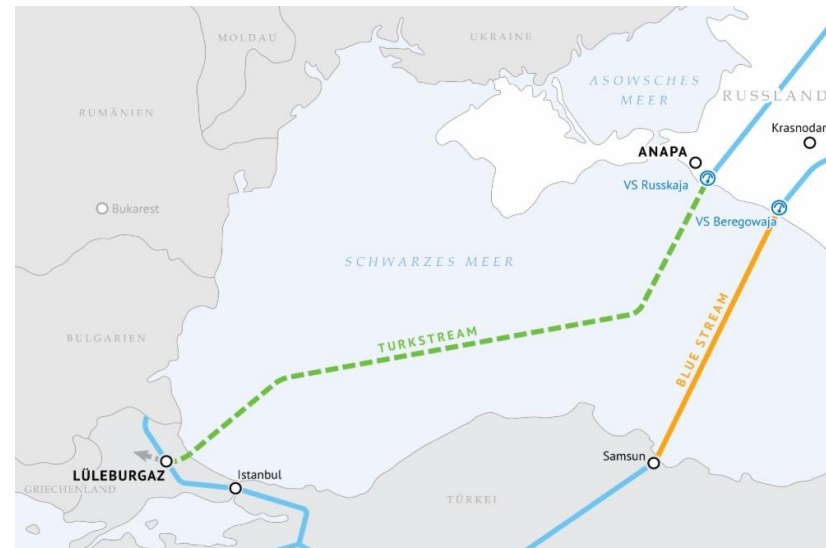 MOLDAU
UKRAINE
ASOWSCHES
MEER
RUSSLAND
RUMÄNIEN
Krasnodar
ANAPA
VS Russkaja
Bukarest
VS Beregowaja
SCHWARZES MEER
BLUE STREAM
TURKSTREAM
BULGARIEN
Samsun
LÜLEBURGAZ
Istanbul
GRIECHENLAND
TÜRKEI